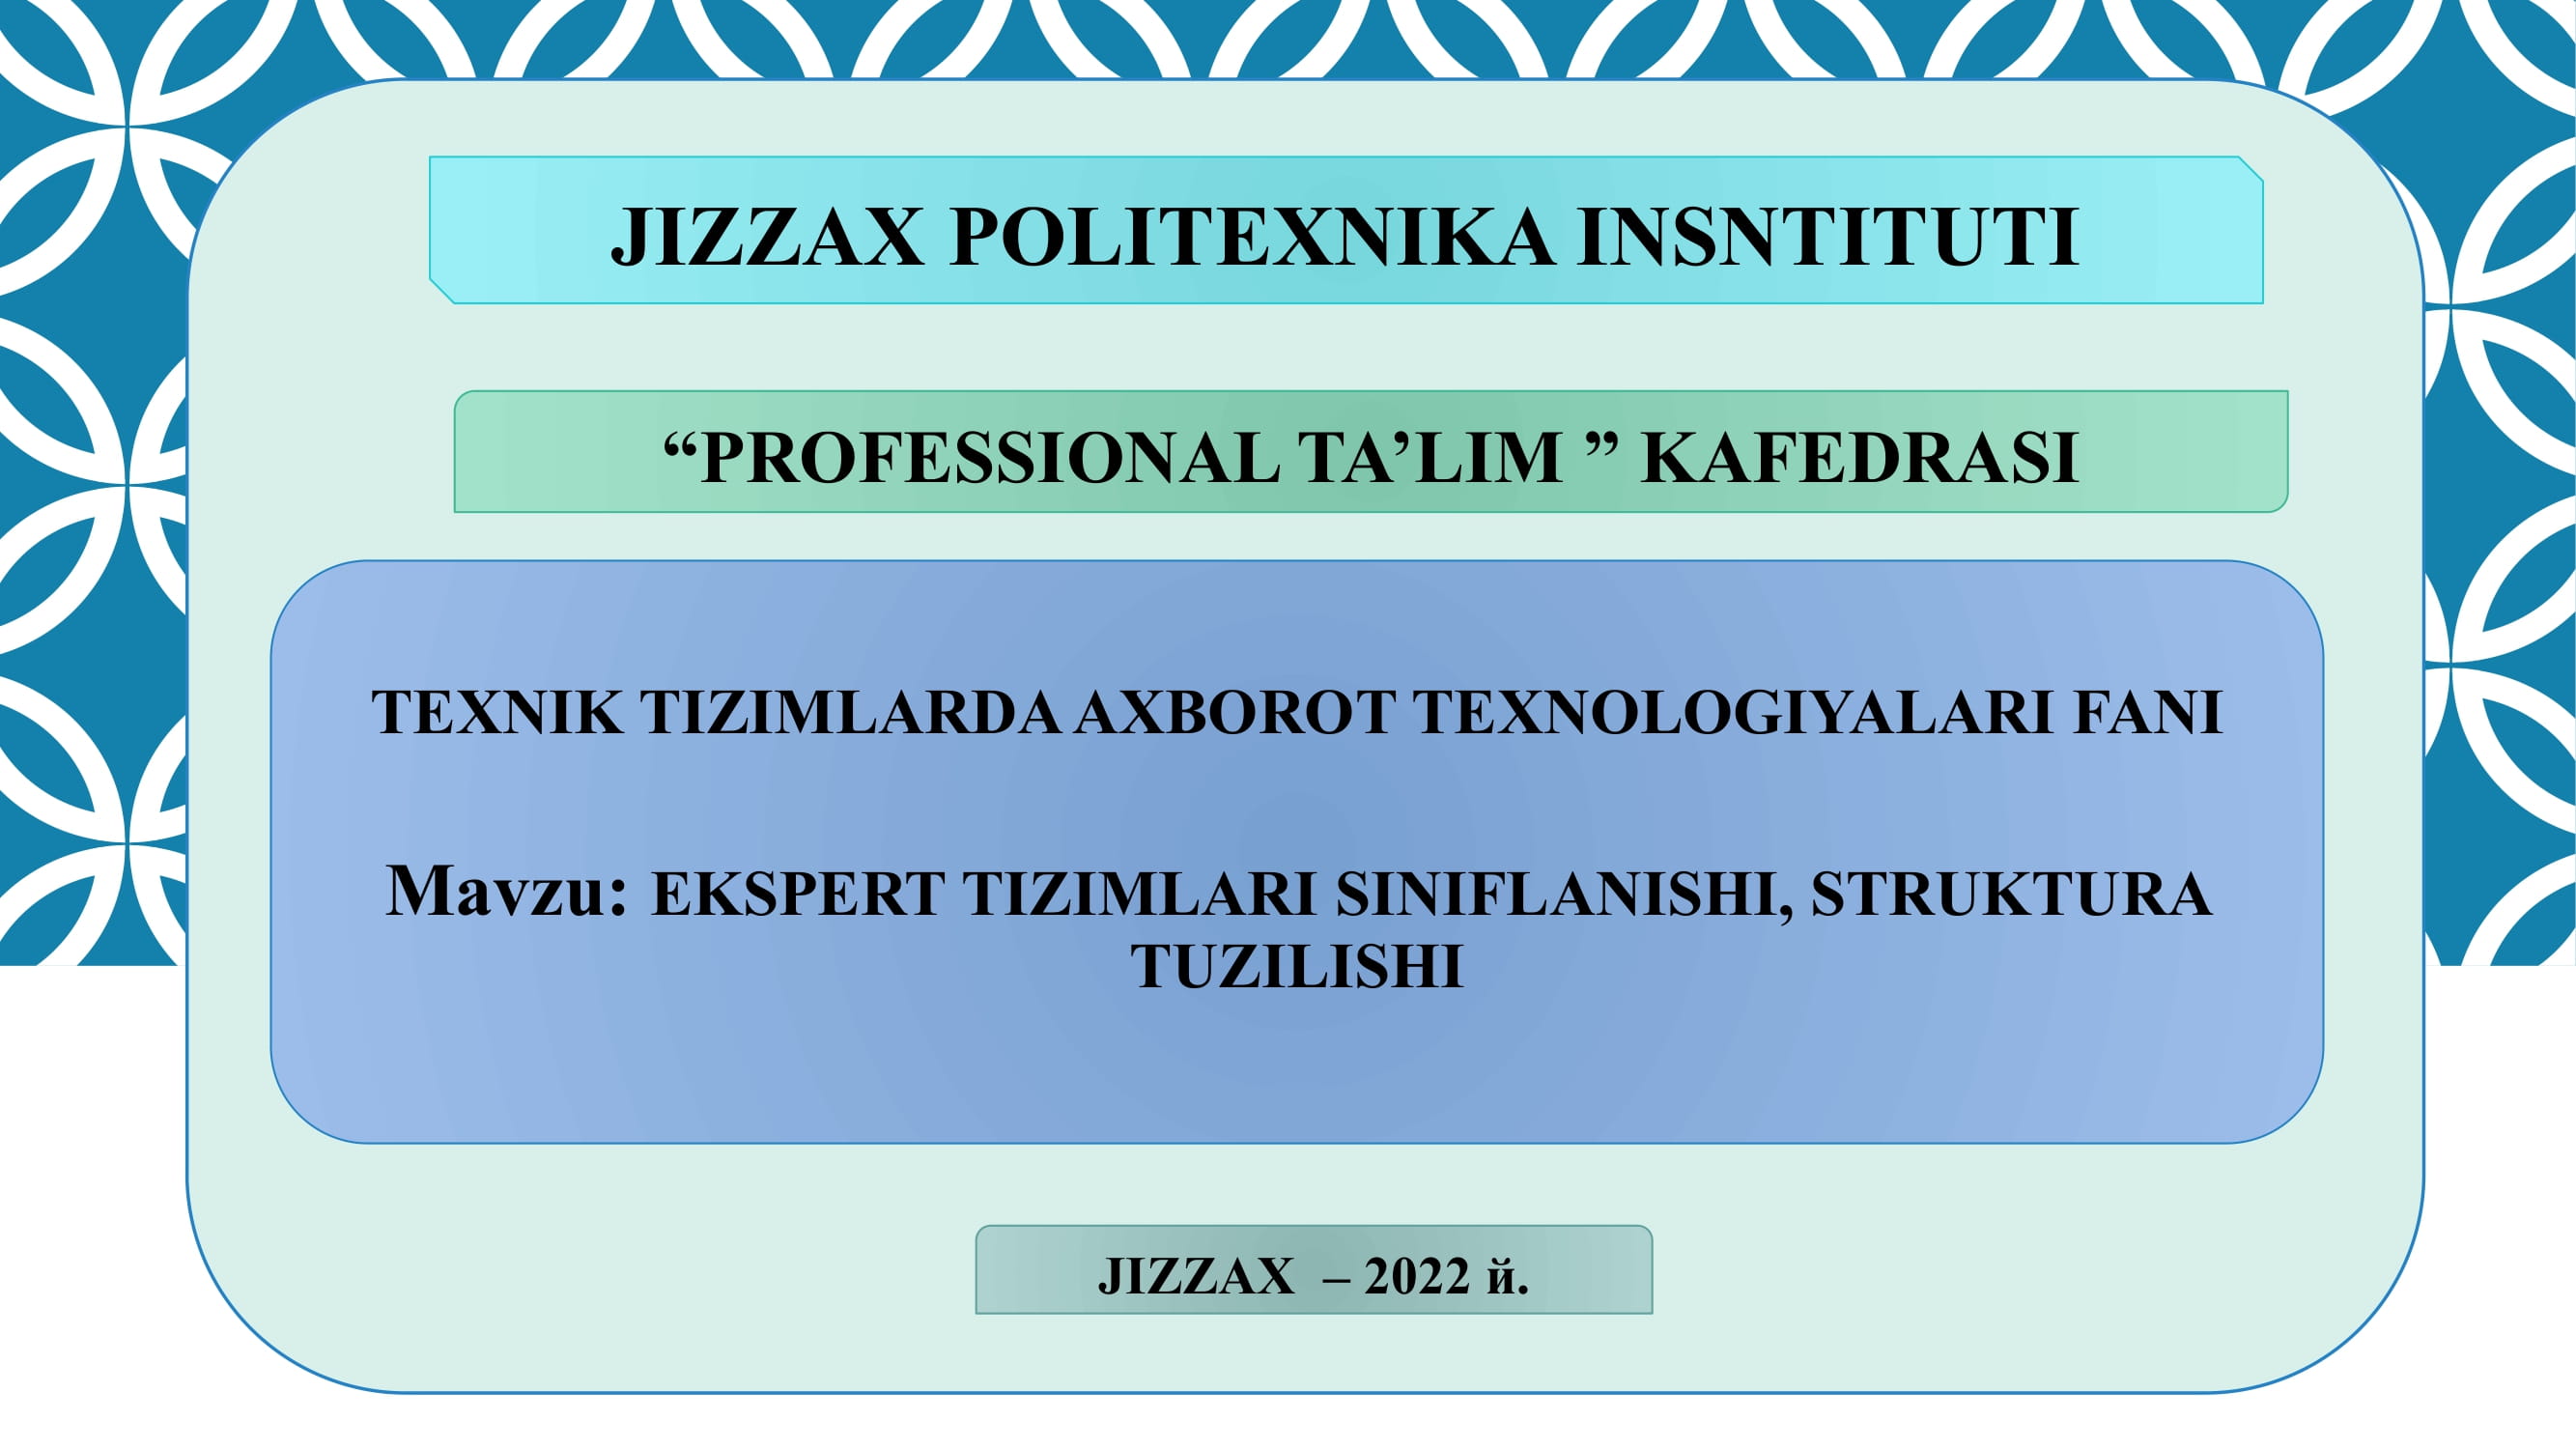 JIZZAX POLITEXNIKA INSNTITUTI
“PROFESSIONAL TA’LIM ” KAFEDRASI
TEXNIK TIZIMLARDA AXBOROT TEXNOLOGIYALARI FANI
Mavzu: EKSPERT TIZIMLARI SINIFLANISHI, STRUKTURA
TUZILISHI
JIZZAX – 2022 й.